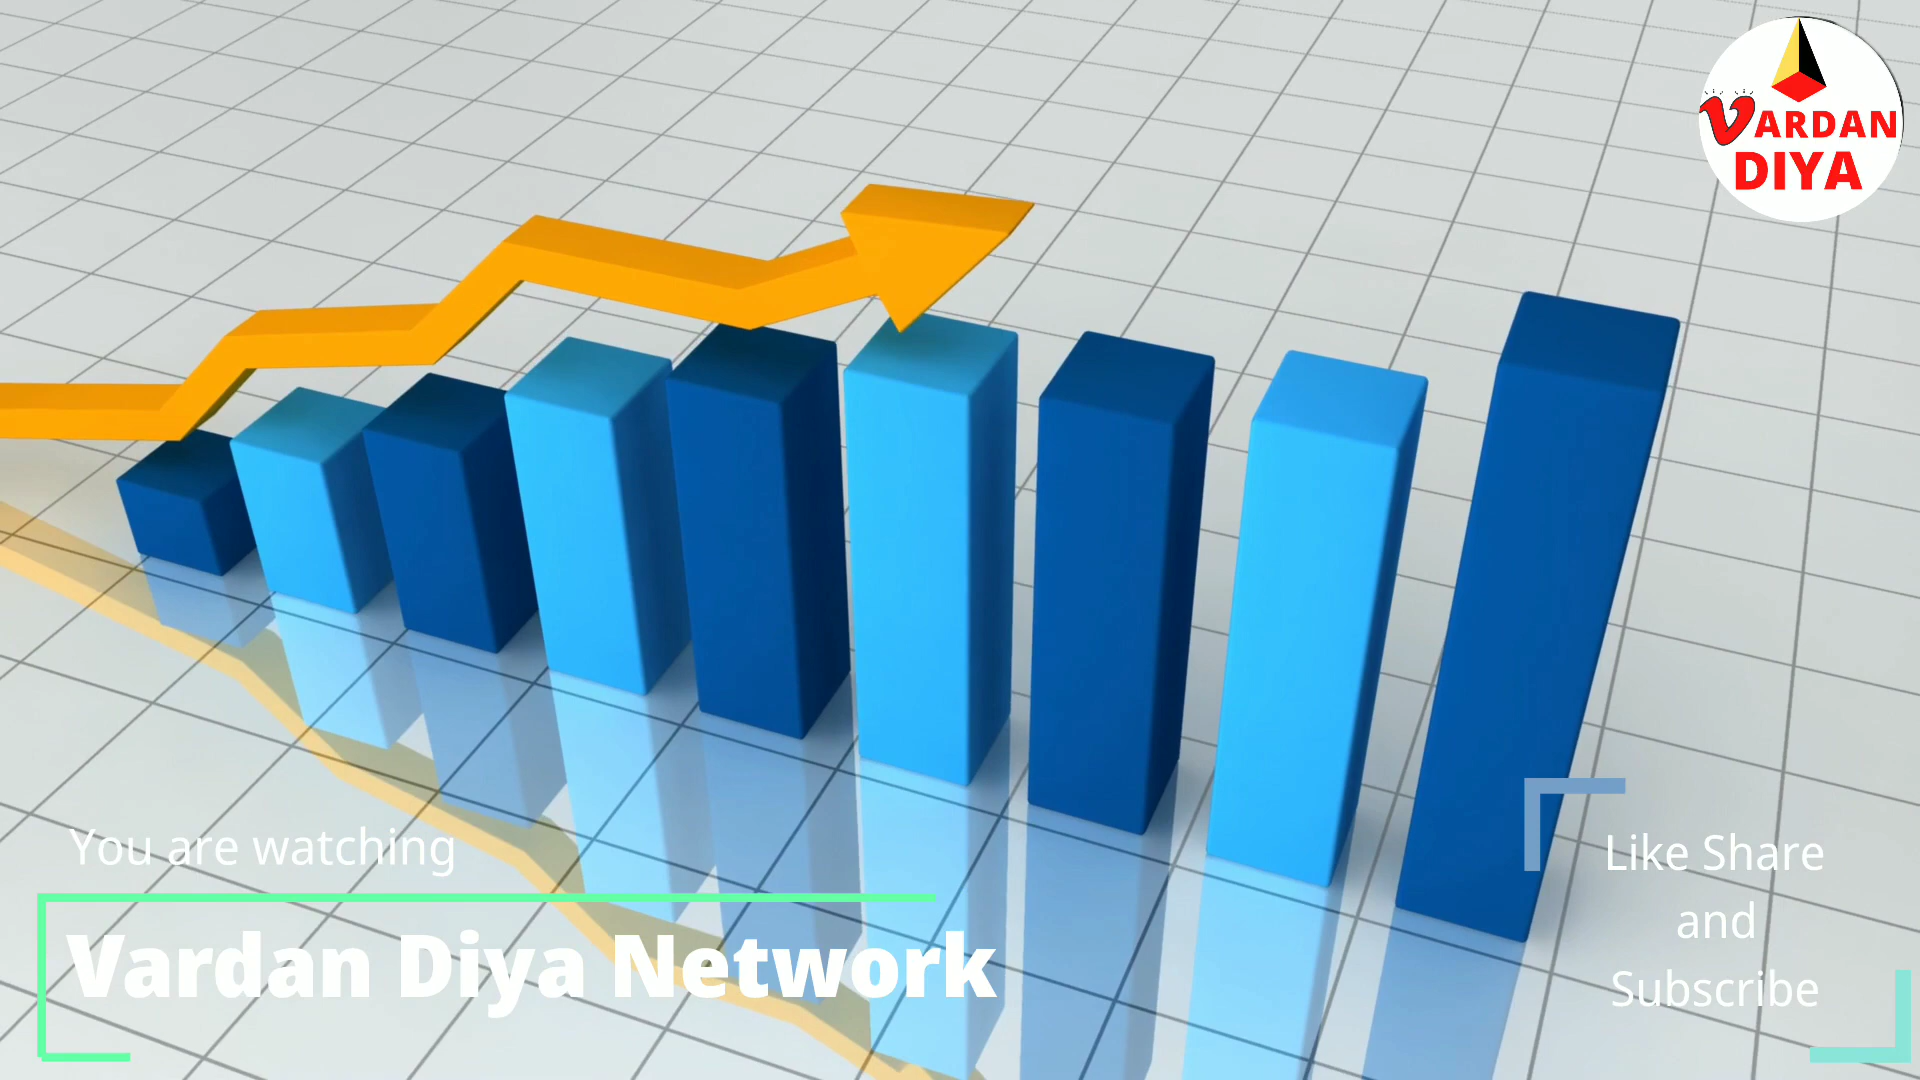 VARDAN
DIYA
You are watching
Vardan Diya Network
Like Share
and
Subscribe